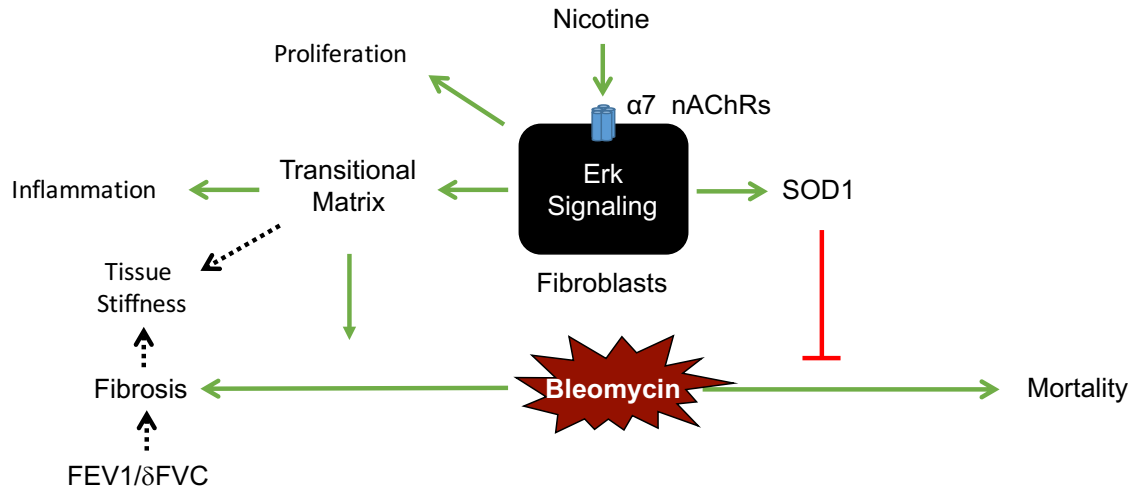 Nicotine
Proliferation
α7 nAChRs
Inflammation
Transitional
Matrix
Erk
Signaling
SOD1
Tissue
Stiffness
Fibroblasts
Fibrosis
Bleomycin
Mortality
FEV1/δFVC